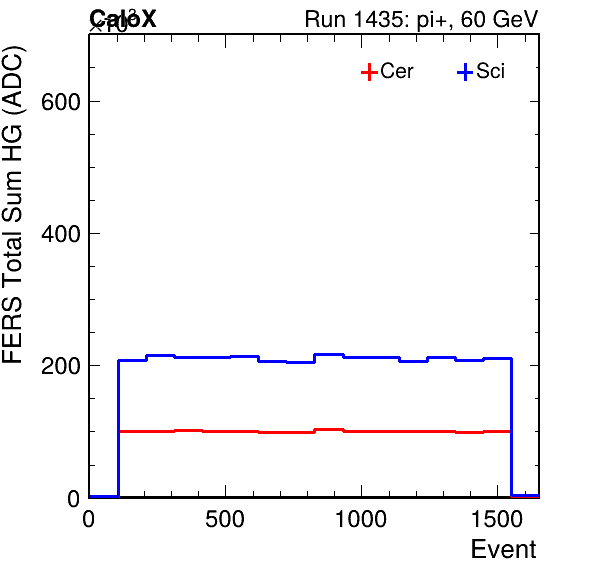 CaloX Run 1435: pi+, 60 GeV
×10³
FERS Total Sum HG (ADC)
Cer Sci
600
400
200
0
0 500 1000 1500
Event